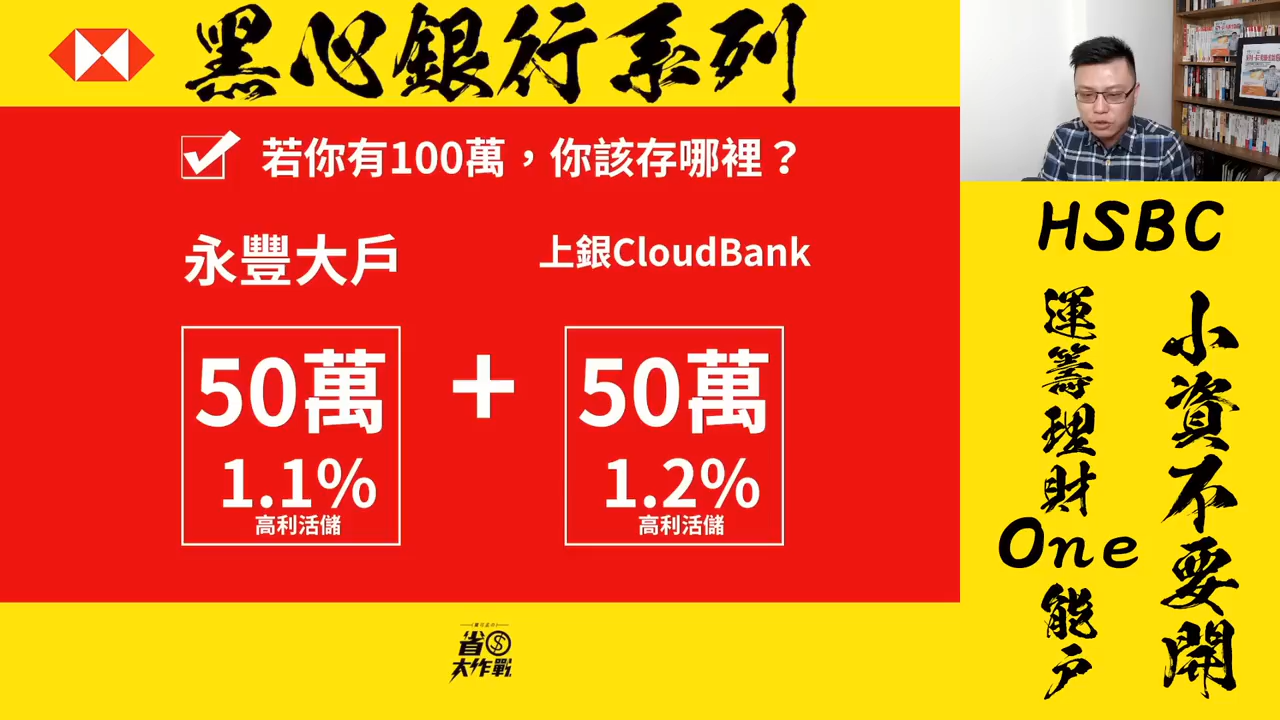 黑心銀行系列
若你有100萬，你該存哪裡？
永豐大戶
上銀CloudBank
50萬
1.1%
高利活儲
+
50萬
1.2%
高利活儲
省
大作戰
HSBC
運籌理財
One
能戶
小資不要開